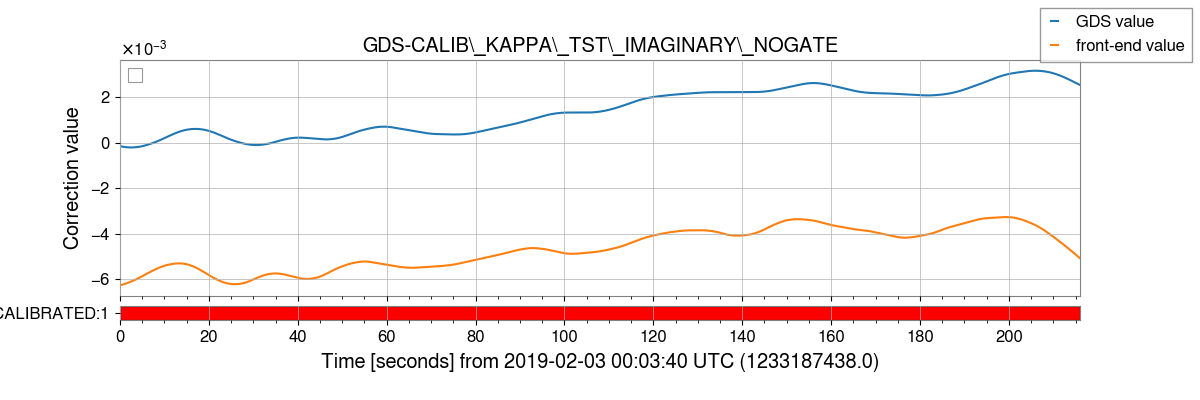 GDS value
front-end value
×10⁻³
GDS-CALIB\_KAPPA\_TST\_IMAGINARY\_NOGATE
Correction value
2
0
−2
−4
−6
CALIBRATED:1
0 20 40 60 80 100 120 140 160 180 200
Time [seconds] from 2019-02-03 00:03:40 UTC (1233187438.0)